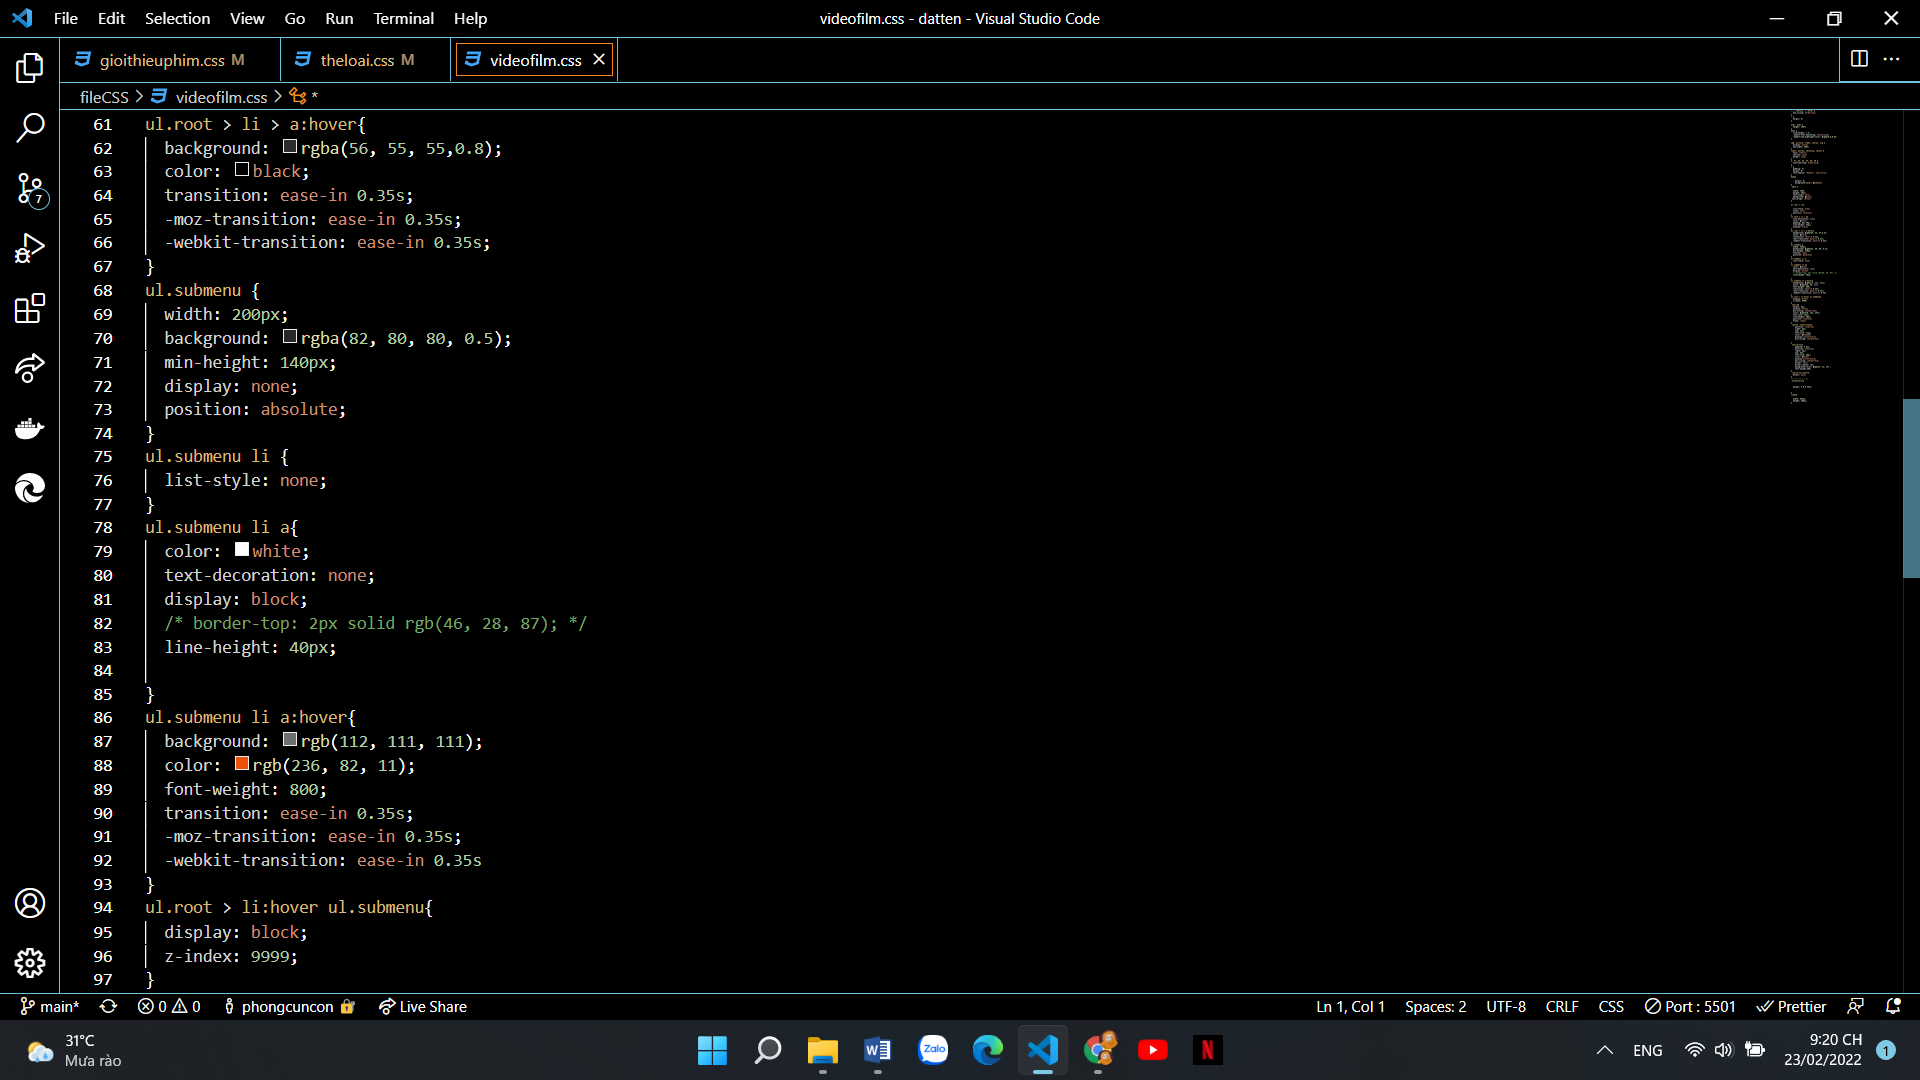 File Edit Selection View Go Run Terminal Help
videofilm.css - datten - Visual Studio Code
gioithieuphim.css M
theloai.css M
videofilm.css
fileCSS > videofilm.css > *
61 ul.root > li > a:hover{
62 background: rgba(56, 55, 55,0.8);
63 color: black;
64 transition: ease-in 0.35s;
65 -moz-transition: ease-in 0.35s;
66 -webkit-transition: ease-in 0.35s;
67 }
68 ul.submenu {
69 width: 200px;
70 background: rgba(82, 80, 80, 0.5);
71 min-height: 140px;
72 display: none;
73 position: absolute;
74 }
75 ul.submenu li {
76 list-style: none;
77 }
78 ul.submenu li a{
79 color: white;
80 text-decoration: none;
81 display: block;
82 /* border-top: 2px solid rgb(46, 28, 87); */
83 line-height: 40px;
84
85 }
86 ul.submenu li a:hover{
87 background: rgb(112, 111, 111);
88 color: rgb(236, 82, 11);
89 font-weight: 800;
90 transition: ease-in 0.35s;
91 -moz-transition: ease-in 0.35s;
92 -webkit-transition: ease-in 0.35s
93 }
94 ul.root > li:hover ul.submenu{
95 display: block;
96 z-index: 9999;
97 }
7
main* 0 0 phongcuncon Live Share
Ln 1, Col 1 Spaces: 2 UTF-8 CRLF CSS Port : 5501 Prettier
31°C
Mưa rào
Zalo
ENG
9:20 CH
23/02/2022
1